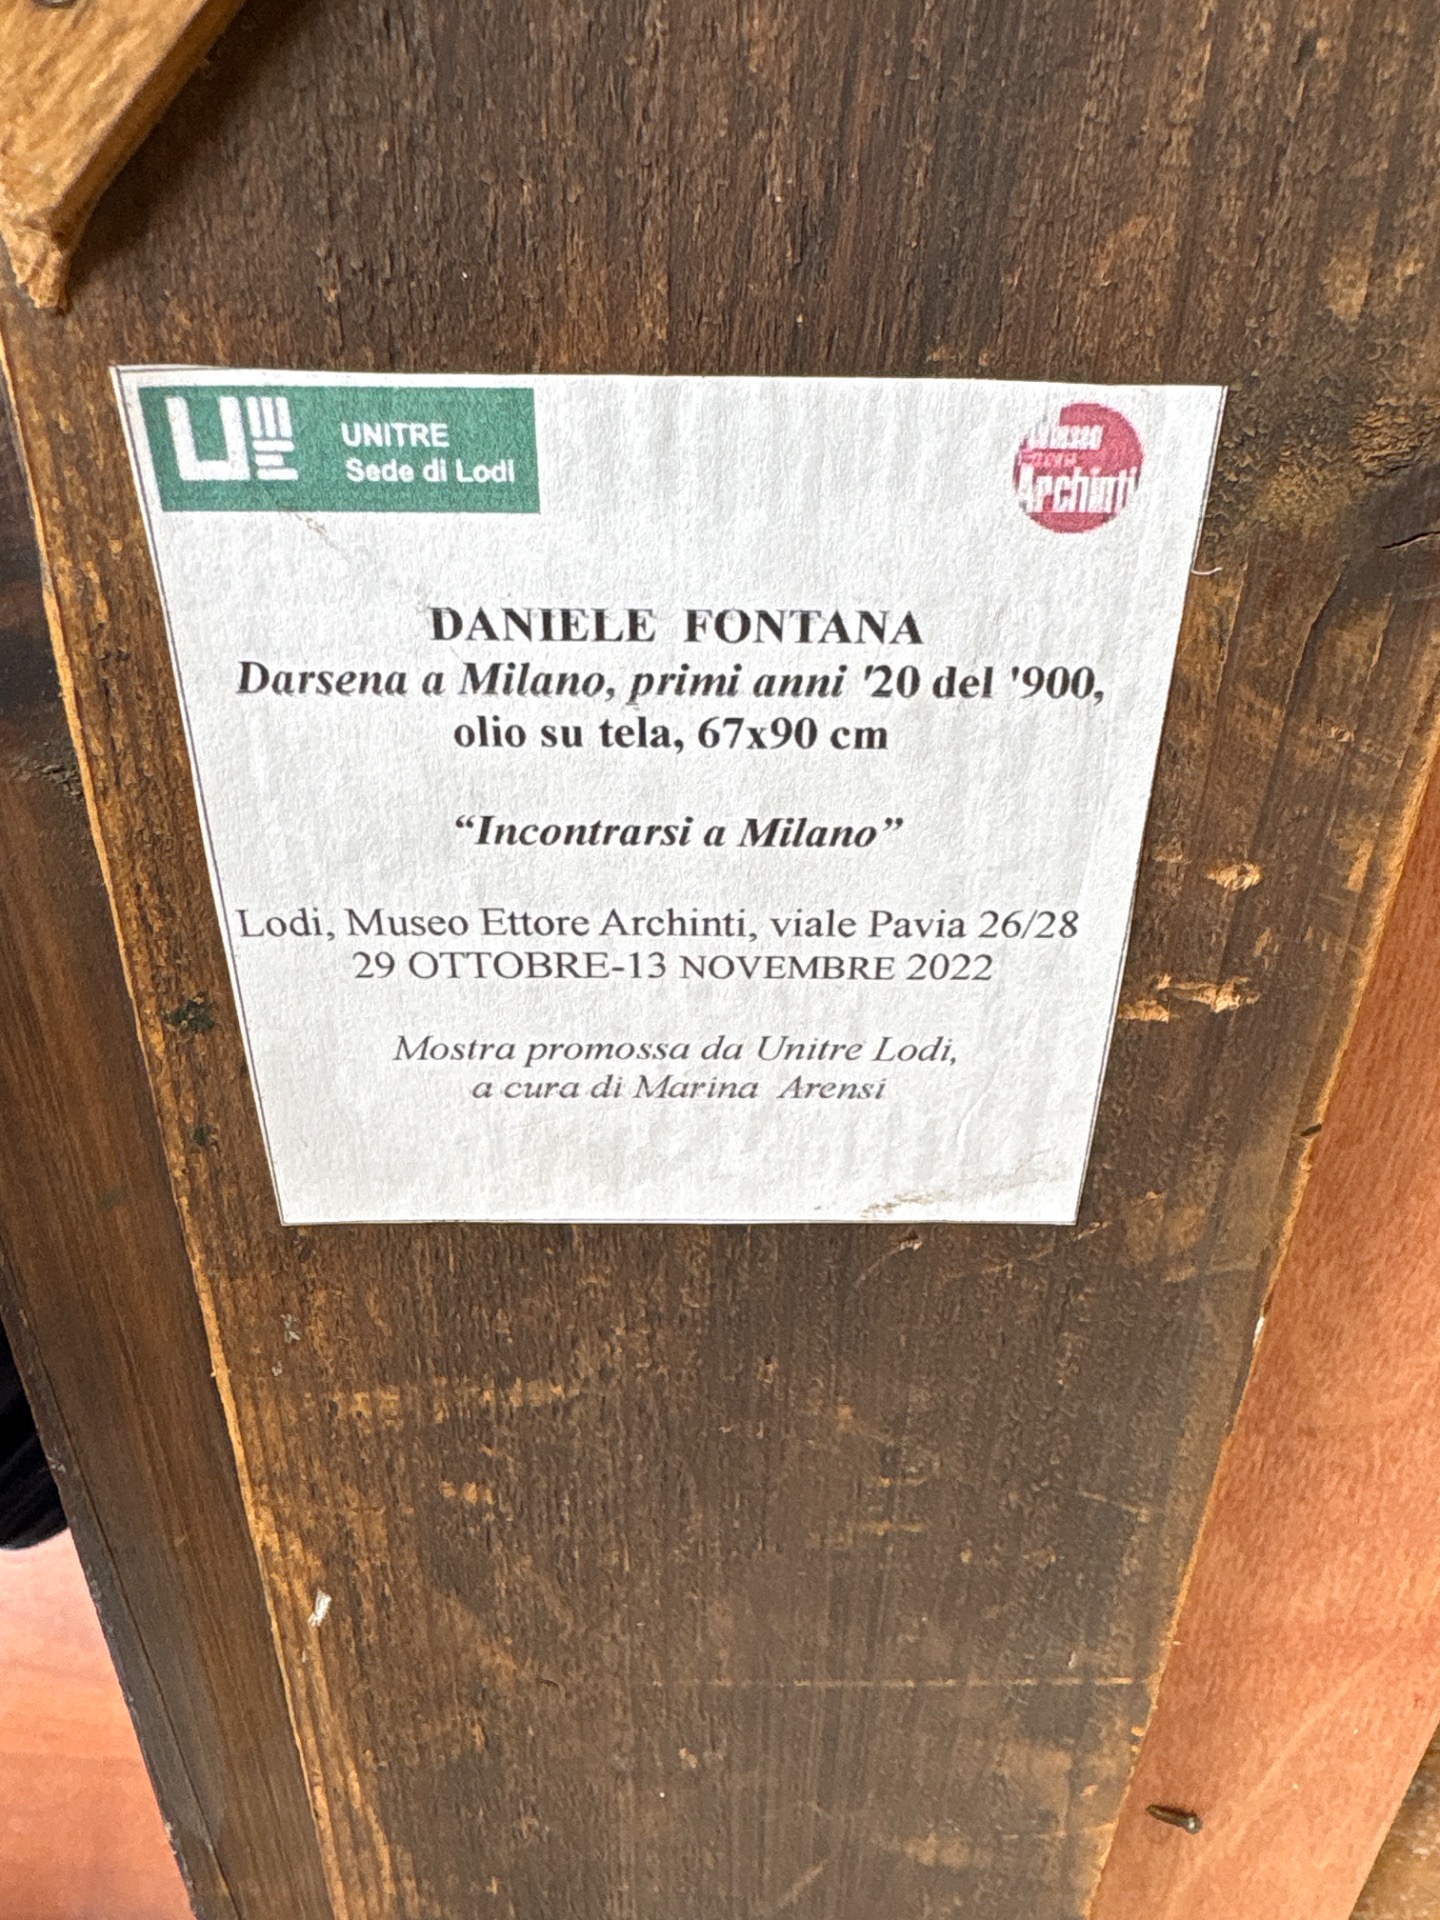 UNITRE
Sede di Lodi
Museo
Archinti
DANIELE FONTANA
Darsena a Milano, primi anni '20 del '900,
olio su tela, 67x90 cm
“Incontrarsi a Milano”
Lodi, Museo Ettore Archinti, viale Pavia 26/28
29 OTTOBRE-13 NOVEMBRE 2022
Mostra promossa da Unitre Lodi,
a cura di Marina Arensi